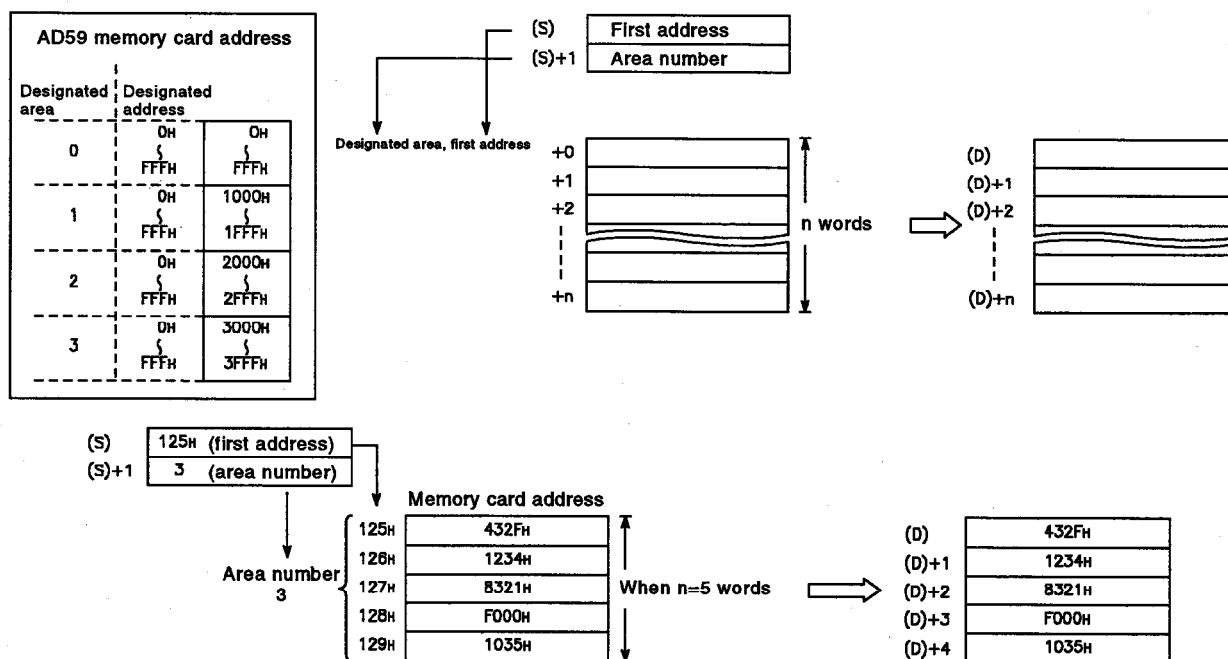 AD59 memory card address
Designated area
Designated address
0
0H
FFFH
0H
FFFH
1
0H
FFFH
1000H
1FFFH
2
0H
FFFH
2000H
2FFFH
3
0H
FFFH
3000H
3FFFH
(S) First address
(S)+1 Area number
Designated area, first address
+0
+1
+2
+n
n words
(D)
(D)+1
(D)+2
(D)+n
(S) 125H (first address)
(S)+1 3 (area number)
Memory card address
Area number
3
125H 432FH
126H 1234H
127H 8321H
128H F000H
129H 1035H
When n=5 words
(D) 432FH
(D)+1 1234H
(D)+2 8321H
(D)+3 F000H
(D)+4 1035H